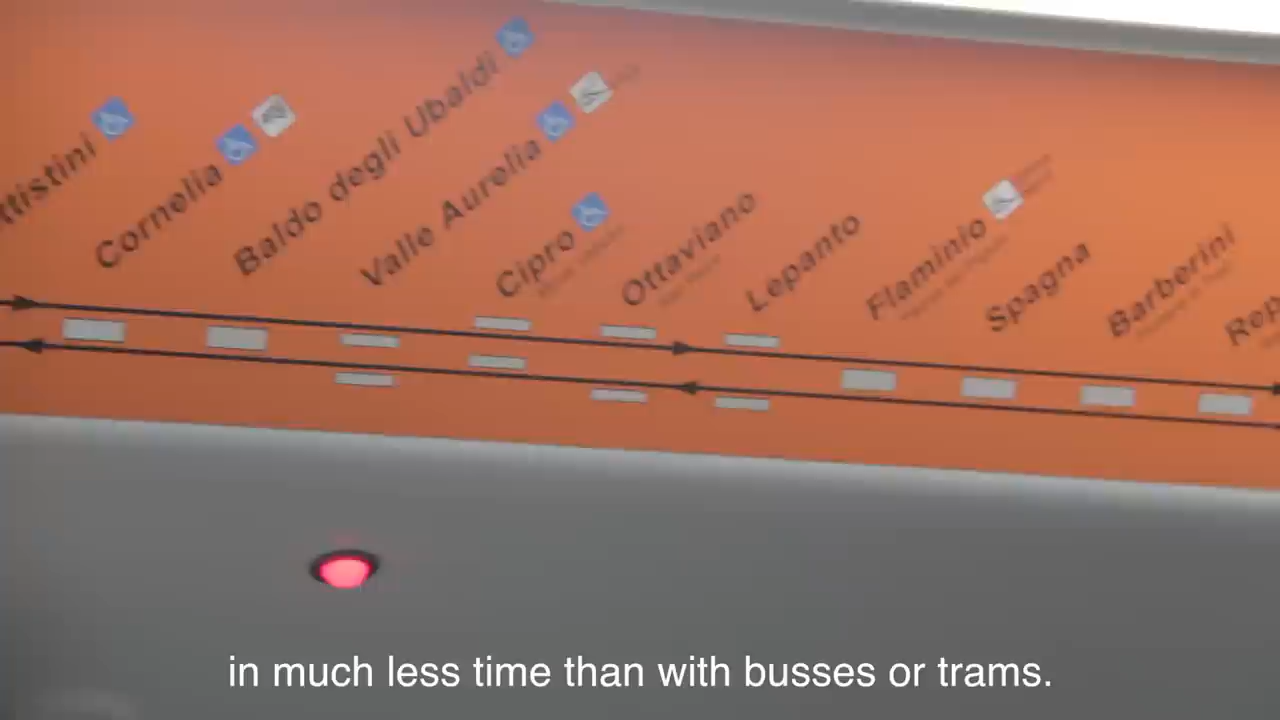 ttistini
Cornelia
Baldo degli Ubaldi
Valle Aurelia
Cipro
Ottaviano
Lepanto
Flaminio
Spagna
Barberini
Rep
in much less time than with busses or trams.